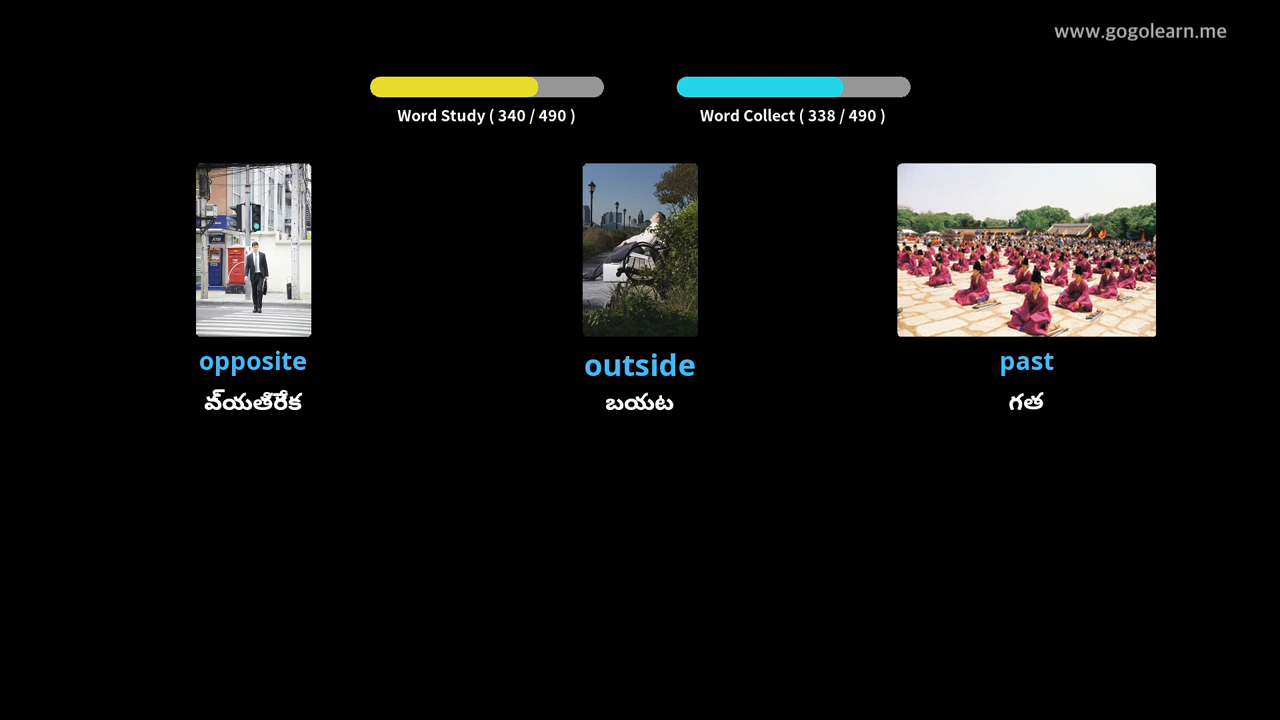 www.gogolearn.me
Word Study ( 340 / 490 )
Word Collect ( 338 / 490 )
opposite
outside
past
వ్యతిరేక
బయట
గత